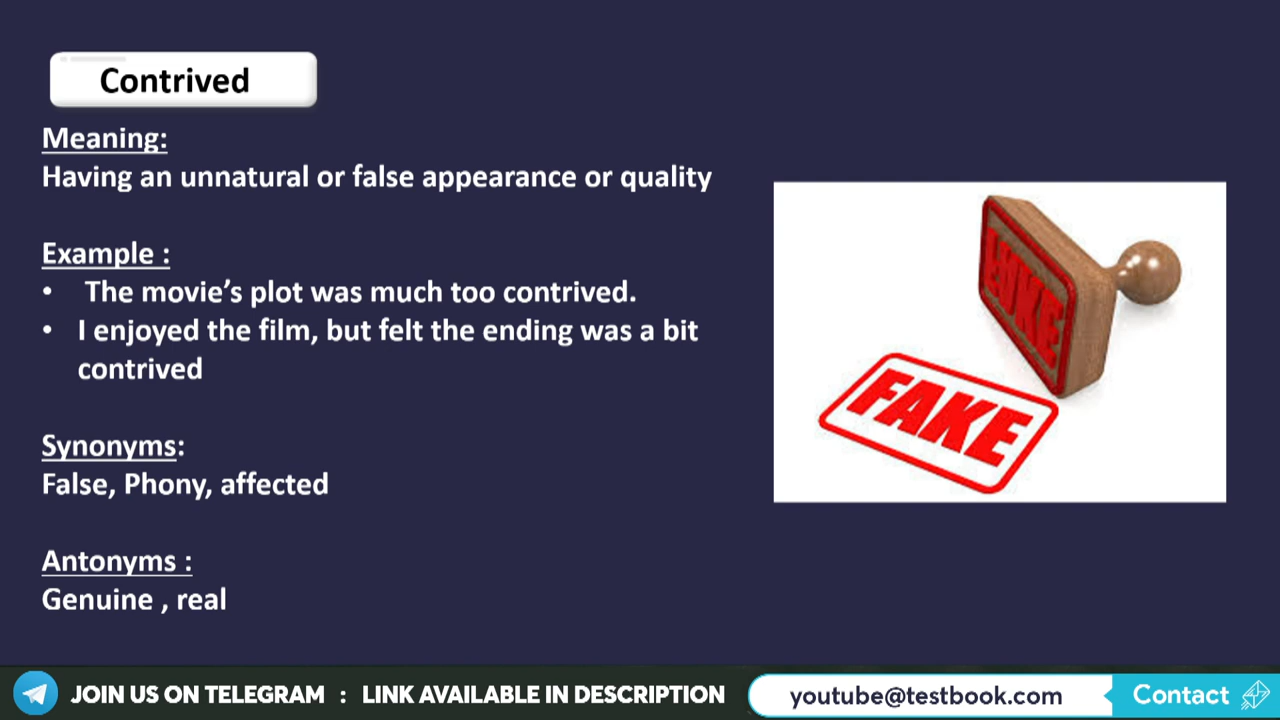 Contrived
Meaning:
Having an unnatural or false appearance or quality
Example :
• The movie’s plot was much too contrived.
• I enjoyed the film, but felt the ending was a bit
contrived
Synonyms:
False, Phony, affected
Antonyms :
Genuine , real
FAKE
JOIN US ON TELEGRAM : LINK AVAILABLE IN DESCRIPTION
youtube@testbook.com
Contact